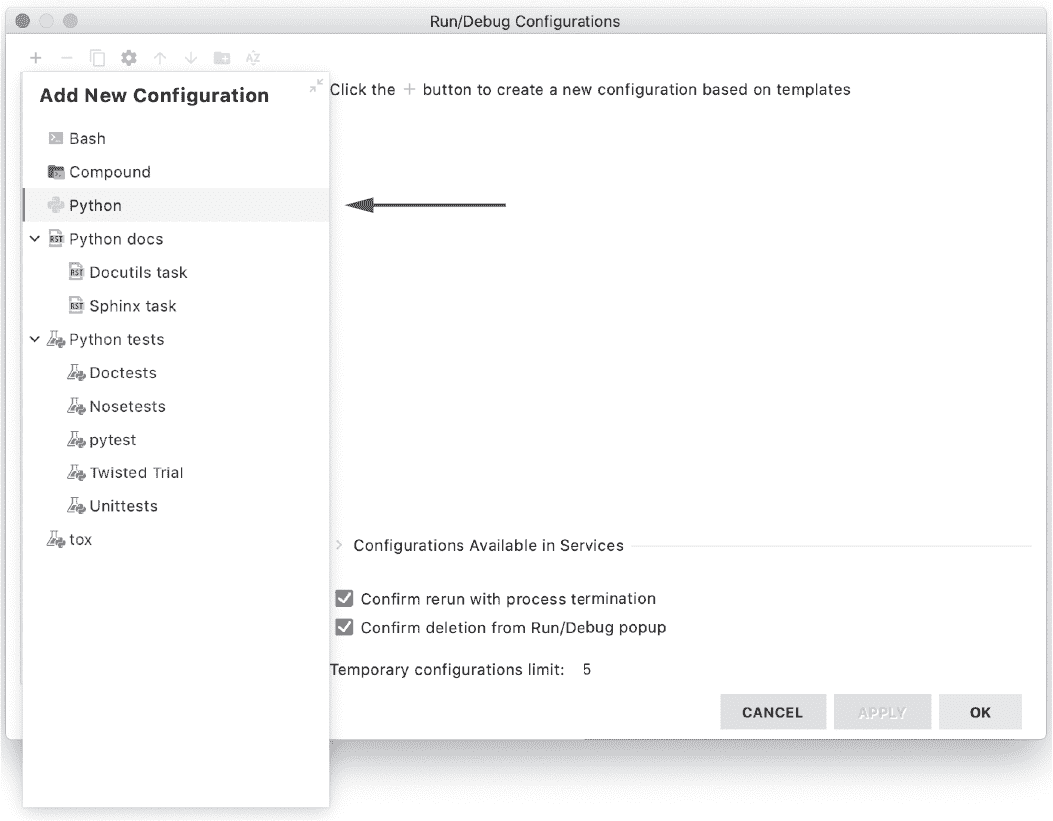 Run/Debug Configurations
Add New Configuration
Click the + button to create a new configuration based on templates
Bash
Compound
Python
Python docs
Docutils task
Sphinx task
Python tests
Doctests
Nosetests
pytest
Twisted Trial
Unittests
tox
Configurations Available in Services
Confirm rerun with process termination
Confirm deletion from Run/Debug popup
Temporary configurations limit: 5
CANCEL APPLY OK